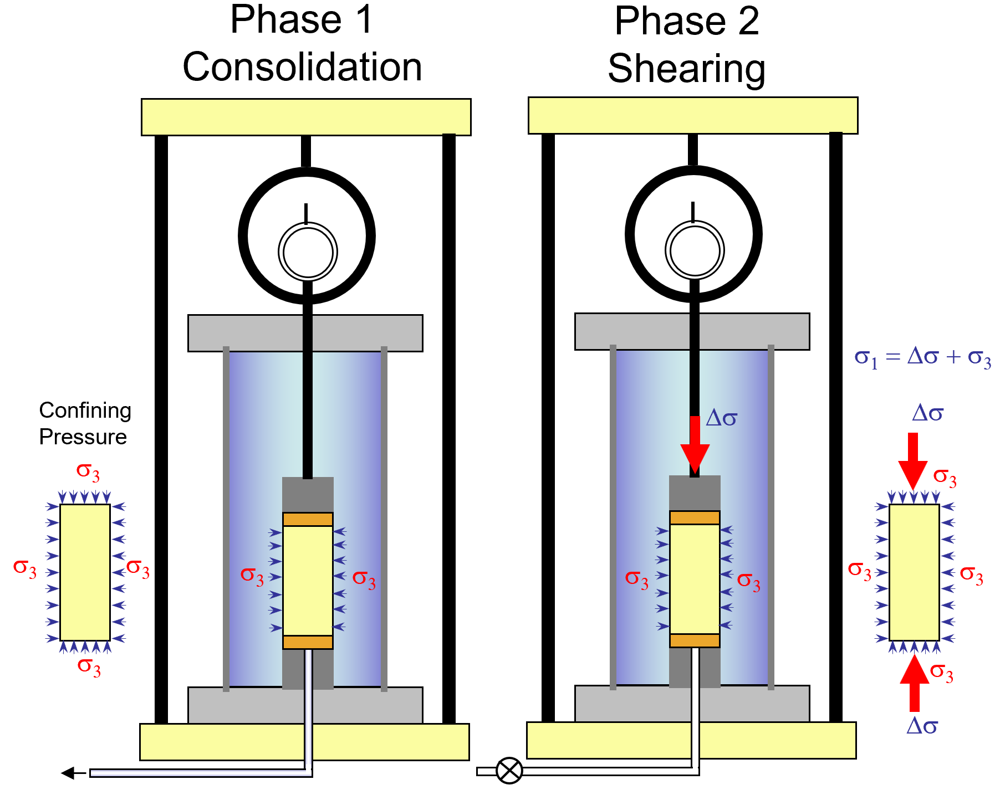 Phase 1
Consolidation
Phase 2
Shearing
σ₁ = Δσ + σ₃
Confining
Pressure
σ₃
σ₃
σ₃
σ₃
σ₃
σ₃
Δσ
σ₃
σ₃
Δσ
σ₃
σ₃
σ₃
σ₃
Δσ